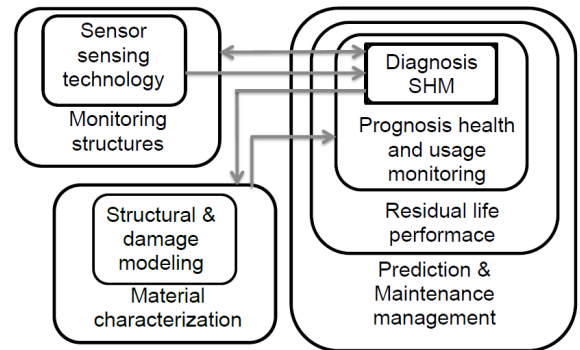 Sensor
sensing
technology
Monitoring
structures
Structural &
damage
modeling
Material
characterization
Diagnosis
SHM
Prognosis health
and usage
monitoring
Residual life
performace
Prediction &
Maintenance
management